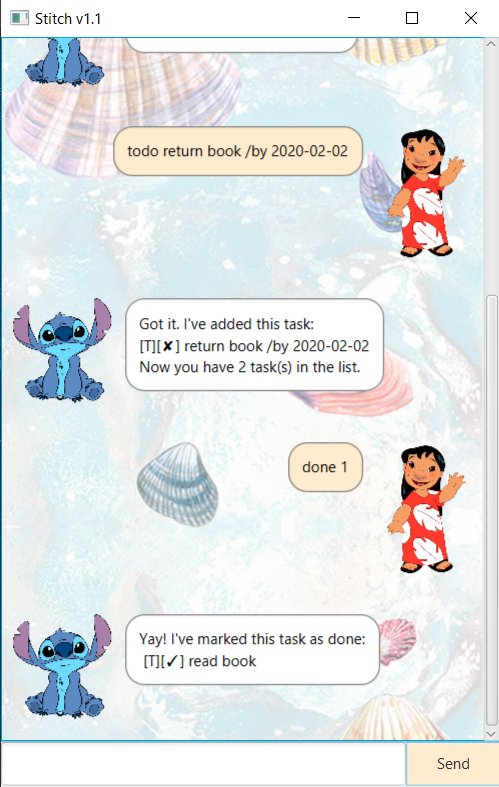 Stitch v1.1
todo return book /by 2020-02-02
Got it. I've added this task:
[T][✘] return book /by 2020-02-02
Now you have 2 task(s) in the list.
done 1
Yay! I've marked this task as done:
[T][✓] read book
Send